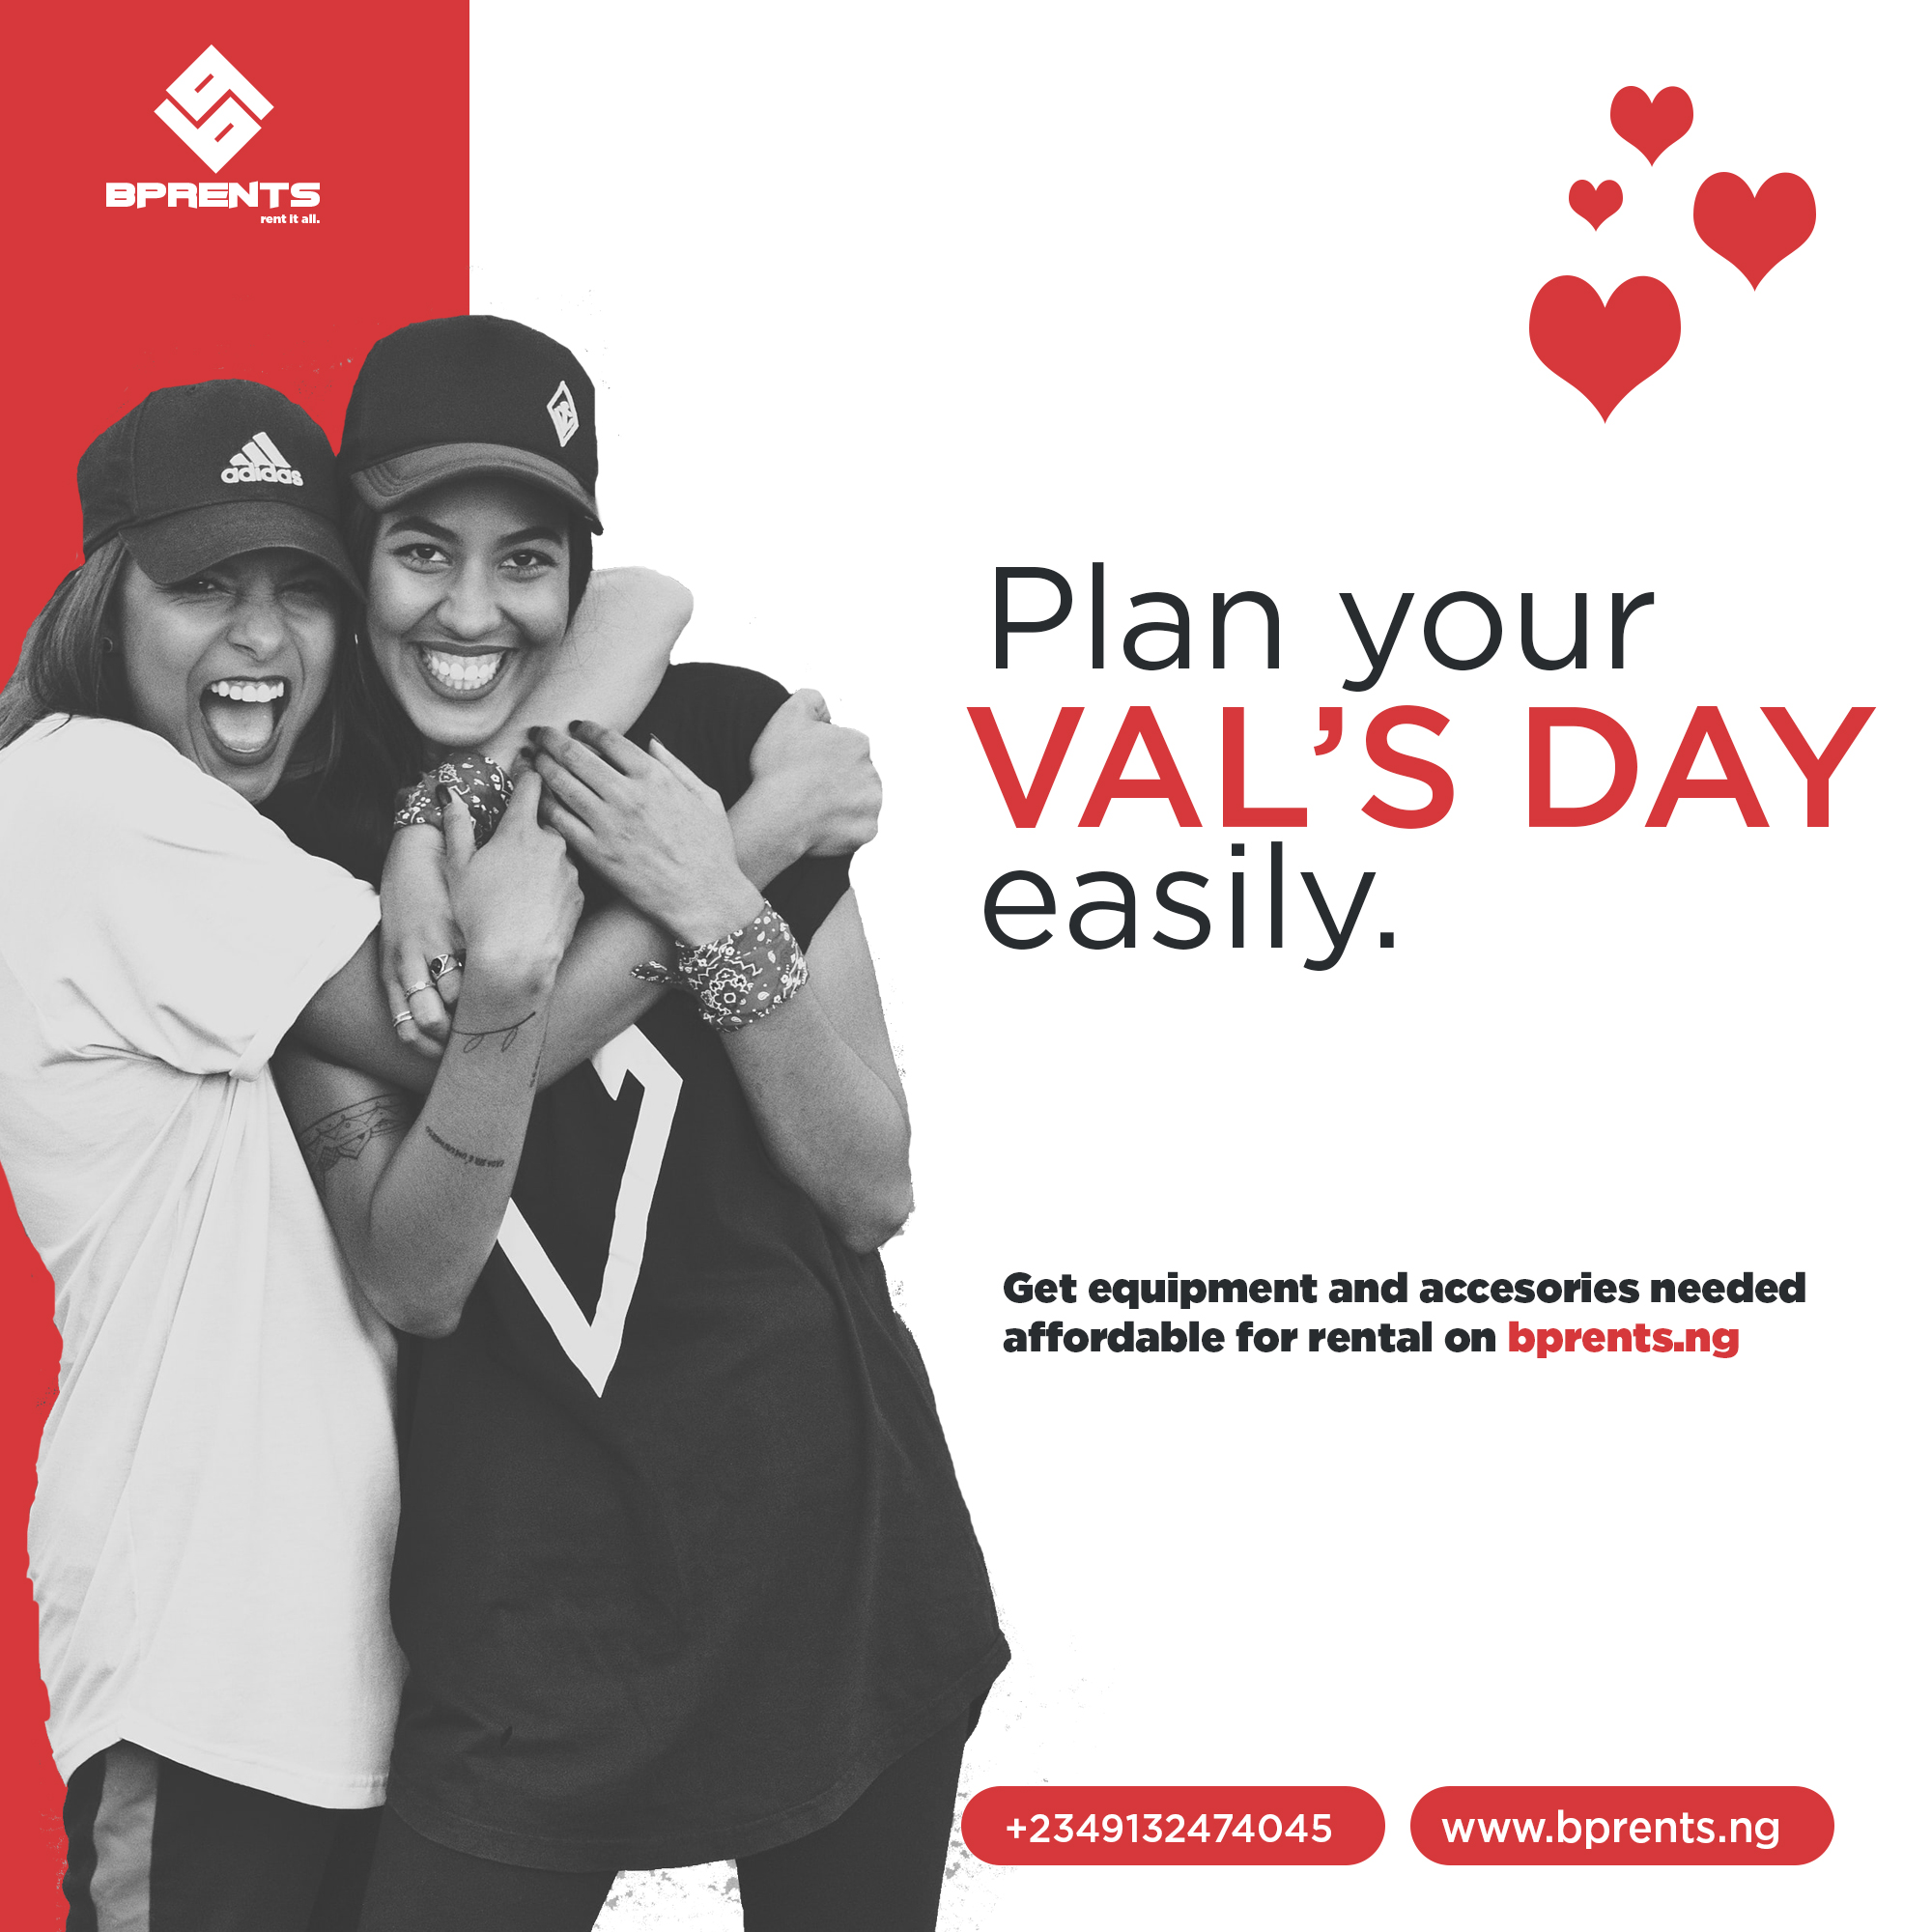 BPRENTS
rent it all.
adidas
Plan your
VAL’S DAY
easily.
Get equipment and accesories needed
affordable for rental on bprents.ng
+2349132474045
www.bprents.ng